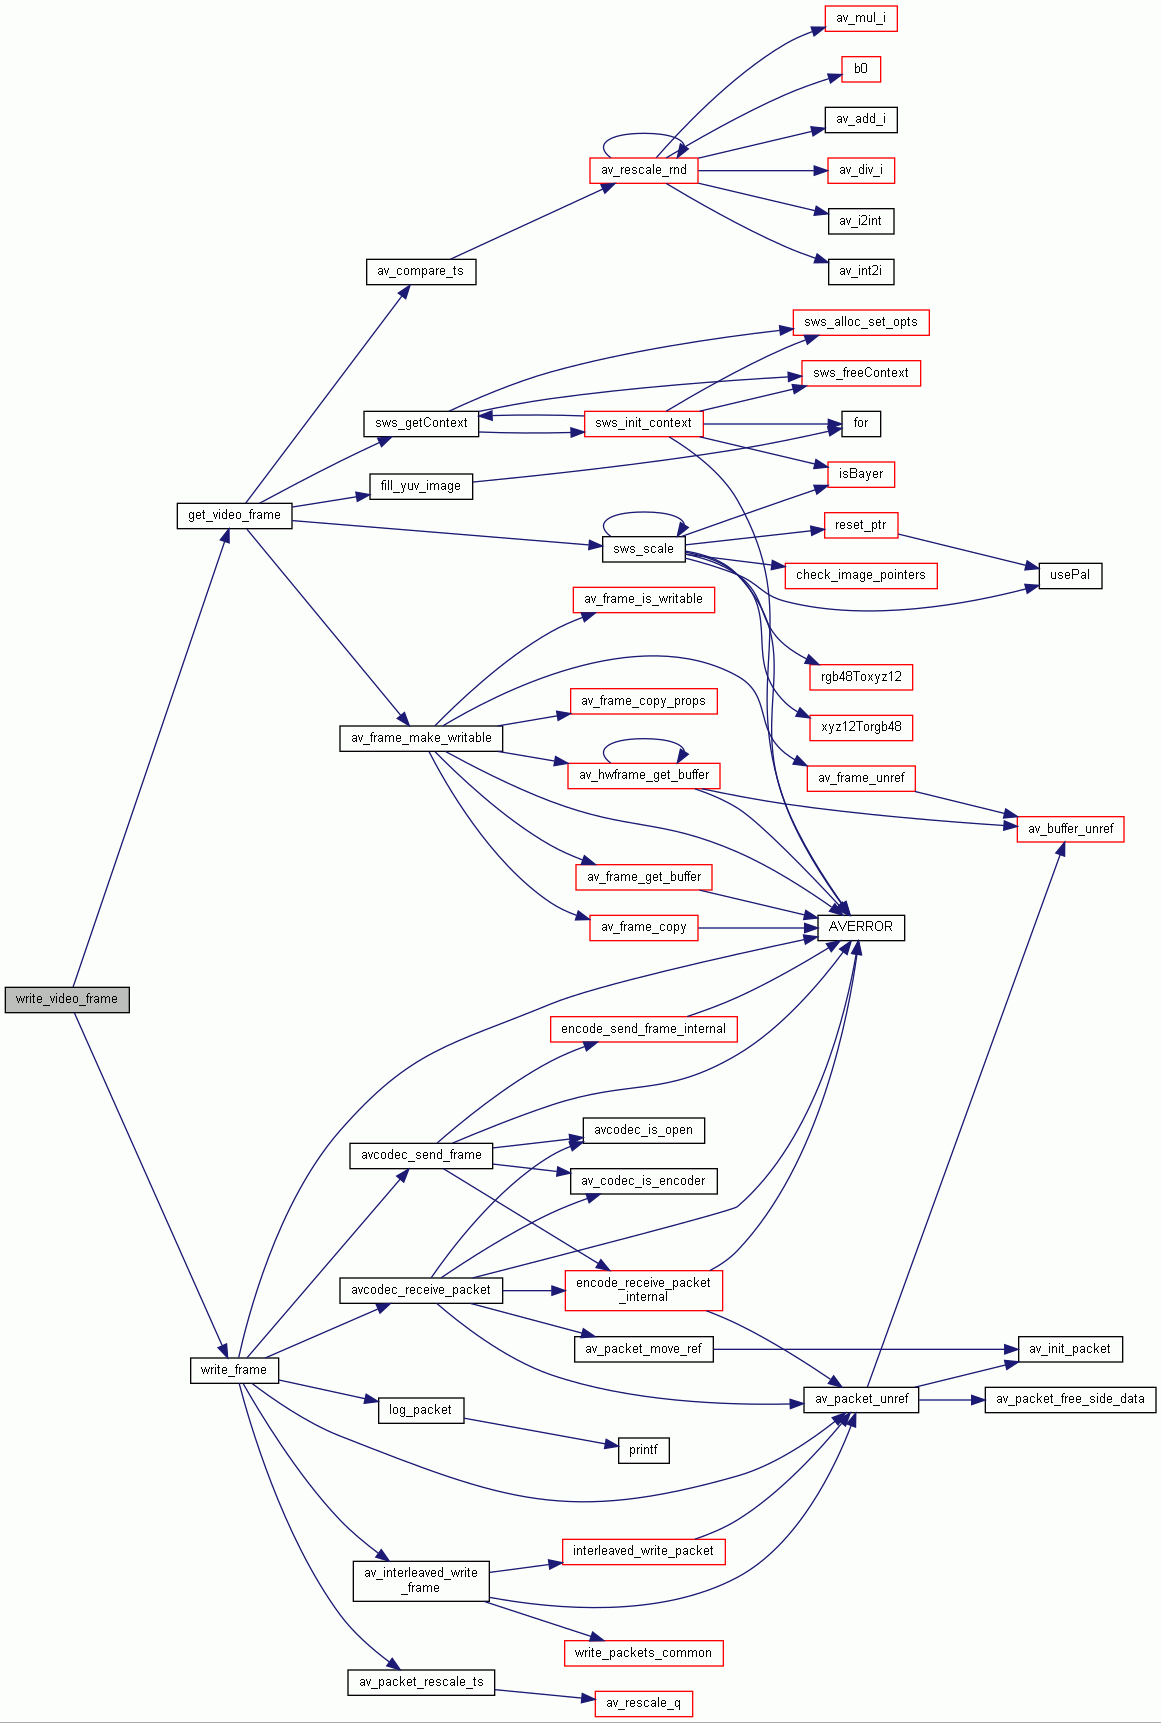 av_mul_i
b0
av_add_i
av_rescale_rnd
av_div_i
av_i2int
av_compare_ts
av_int2i
sws_alloc_set_opts
sws_freeContext
sws_getContext
sws_init_context
for
isBayer
fill_yuv_image
get_video_frame
reset_ptr
sws_scale
check_image_pointers
usePal
av_frame_is_writable
rgb48Toxyz12
av_frame_copy_props
xyz12Torgb48
av_frame_make_writable
av_hwframe_get_buffer
av_frame_unref
av_buffer_unref
av_frame_get_buffer
av_frame_copy
AVERROR
write_video_frame
encode_send_frame_internal
avcodec_is_open
avcodec_send_frame
av_codec_is_encoder
avcodec_receive_packet
encode_receive_packet
_internal
av_packet_move_ref
av_init_packet
write_frame
av_packet_unref
av_packet_free_side_data
log_packet
printf
interleaved_write_packet
av_interleaved_write
_frame
write_packets_common
av_packet_rescale_ts
av_rescale_q